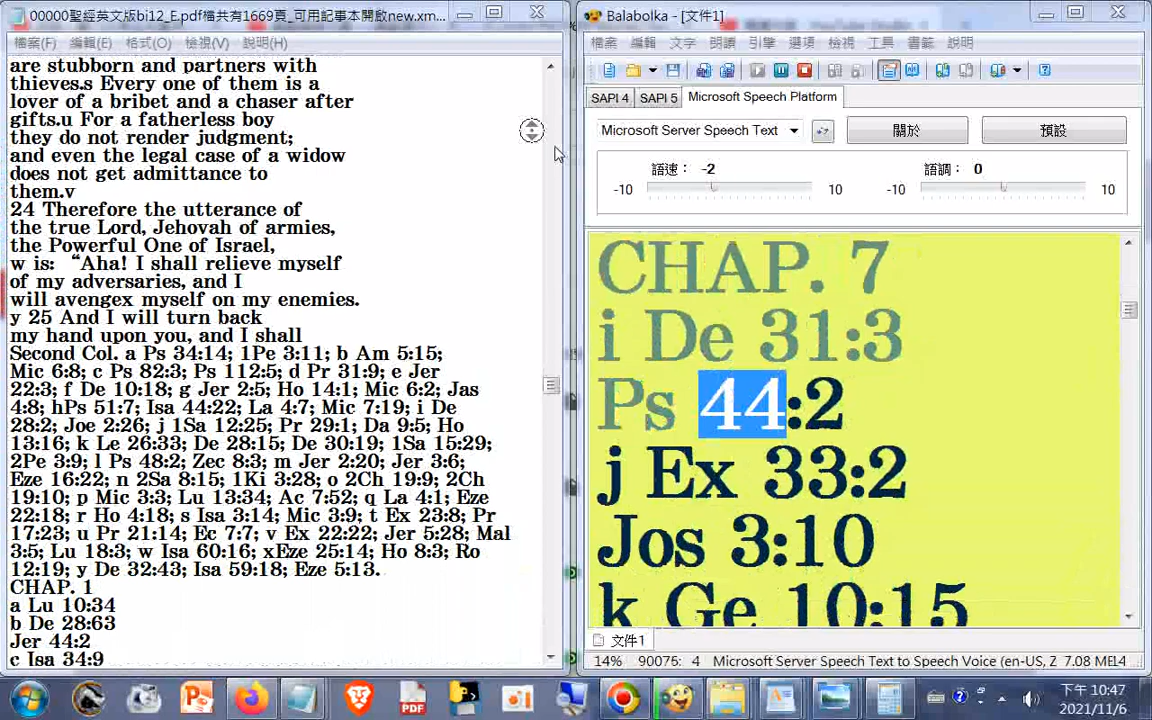 00000聖經英文版bi12_E.pdf檔共有1669頁_可用記事本開啟new.xm...
檔案(F) 編輯(E) 格式(O) 檢視(V) 說明(H)
are stubborn and partners with
thieves.s Every one of them is a
lover of a bribet and a chaser after
gifts.u For a fatherless boy
they do not render judgment;
and even the legal case of a widow
does not get admittance to
them.v
24 Therefore the utterance of
the true Lord, Jehovah of armies,
the Powerful One of Israel,
w is: “Aha! I shall relieve myself
of my adversaries, and I
will avengex myself on my enemies.
y 25 And I will turn back
my hand upon you, and I shall
Second Col. a Ps 34:14; 1Pe 3:11; b Am 5:15;
Mic 6:8; c Ps 82:3; Ps 112:5; d Pr 31:9; e Jer
22:3; f De 10:18; g Jer 2:5; Ho 14:1; Mic 6:2; Jas
4:8; hPs 51:7; Isa 44:22; La 4:7; Mic 7:19; i De
28:2; Joe 2:26; j 1Sa 12:25; Pr 29:1; Da 9:5; Ho
13:16; k Le 26:33; De 28:15; De 30:19; 1Sa 15:29;
2Pe 3:9; l Ps 48:2; Zec 8:3; m Jer 2:20; Jer 3:6;
Eze 16:22; n 2Sa 8:15; 1Ki 3:28; o 2Ch 19:9; 2Ch
19:10; p Mic 3:3; Lu 13:34; Ac 7:52; q La 4:1; Eze
22:18; r Ho 4:18; s Isa 3:14; Mic 3:9; t Ex 23:8; Pr
17:23; u Pr 21:14; Ec 7:7; v Ex 22:22; Jer 5:28; Mal
3:5; Lu 18:3; w Isa 60:16; xEze 25:14; Ho 8:3; Ro
12:19; y De 32:43; Isa 59:18; Eze 5:13.
CHAP. 1
a Lu 10:34
b De 28:63
Jer 44:2
c Isa 34:9
Balabolka - [文件1]
檔案 編輯 文字 朗讀 引擎 選項 檢視 工具 書籤 說明
SAPI 4 SAPI 5 Microsoft Speech Platform
Microsoft Server Speech Text 關於 預設
語速： -2 語調： 0
-10 10 -10 10
CHAP. 7
i De 31:3
Ps 44:2
j Ex 33:2
Jos 3:10
k Ge 10:15
文件1
14% 90075: 4 Microsoft Server Speech Text to Speech Voice (en-US, Z 7.08 ME14
Ps PDF
下午 10:47
2021/11/6